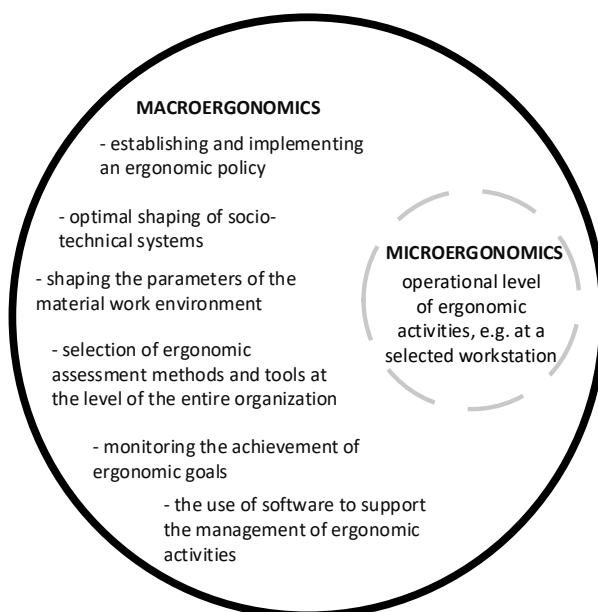 MACROERGONOMICS
- establishing and implementing
an ergonomic policy
- optimal shaping of socio-
technical systems
- shaping the parameters of the
material work environment
- selection of ergonomic
assessment methods and tools at
the level of the entire organization
- monitoring the achievement of
ergonomic goals
- the use of software to support
the management of ergonomic
activities
MICROERGONOMICS
operational level
of ergonomic
activities, e.g. at a
selected workstation